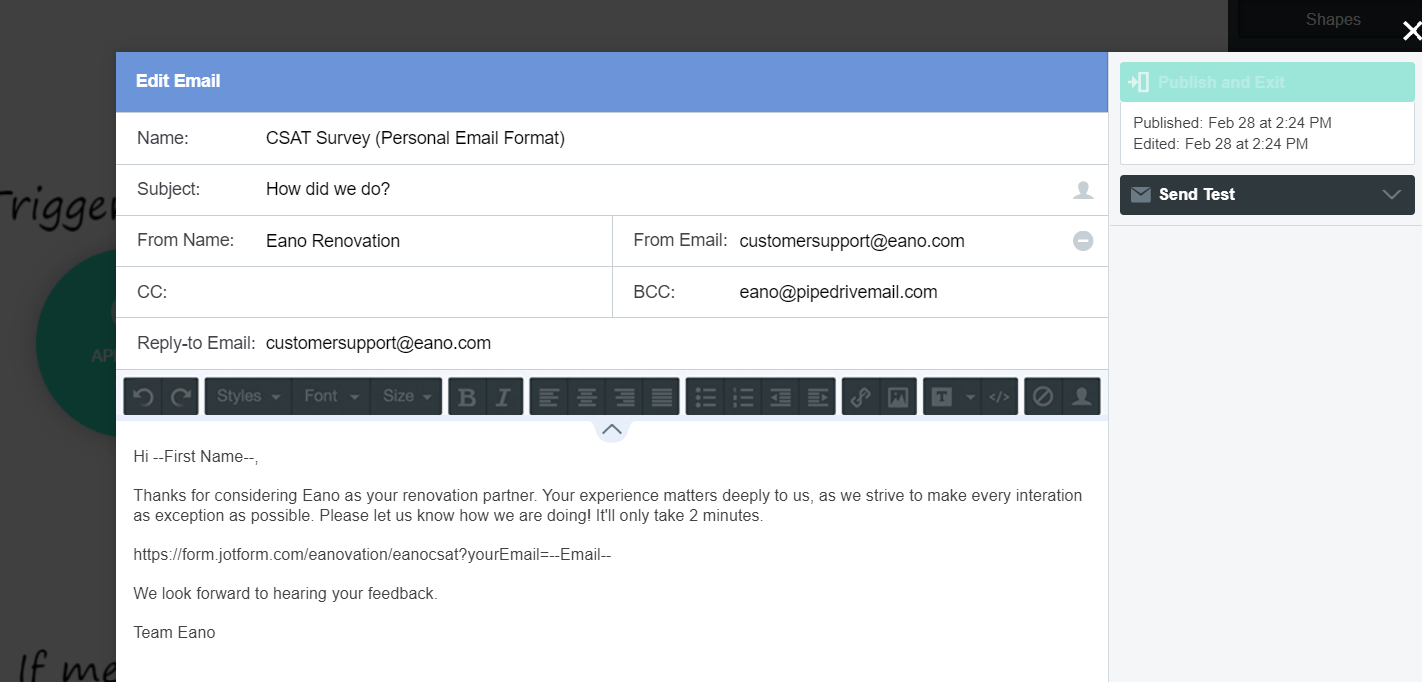 Shapes
Edit Email
Publish and Exit
Name: CSAT Survey (Personal Email Format)
Published: Feb 28 at 2:24 PM
Edited: Feb 28 at 2:24 PM
Subject: How did we do?
Send Test
From Name: Eano Renovation From Email: customersupport@eano.com
CC: BCC: eano@pipedrivemail.com
Reply-to Email: customersupport@eano.com
Styles Font Size B I T </>
Hi --First Name--,
Thanks for considering Eano as your renovation partner. Your experience matters deeply to us, as we strive to make every interation
as exception as possible. Please let us know how we are doing! It'll only take 2 minutes.
https://form.jotform.com/eanovation/eanocsat?yourEmail=--Email--
We look forward to hearing your feedback.
Team Eano
If me